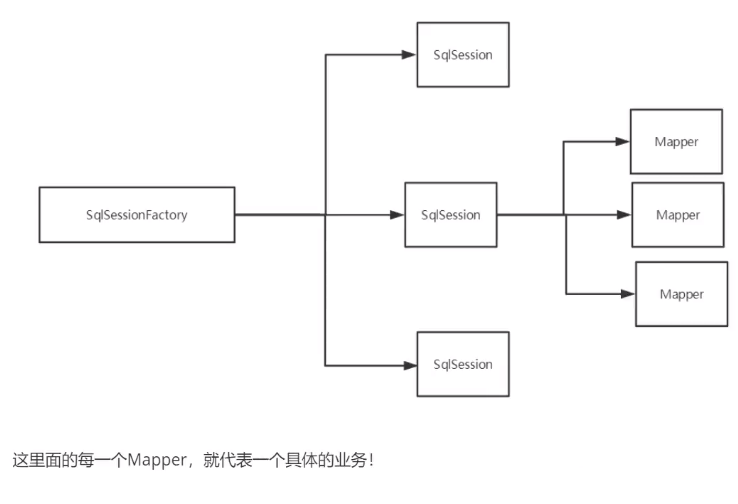 SqlSession
Mapper
SqlSessionFactory
SqlSession
Mapper
Mapper
SqlSession
这里面的每一个Mapper，就代表一个具体的业务！